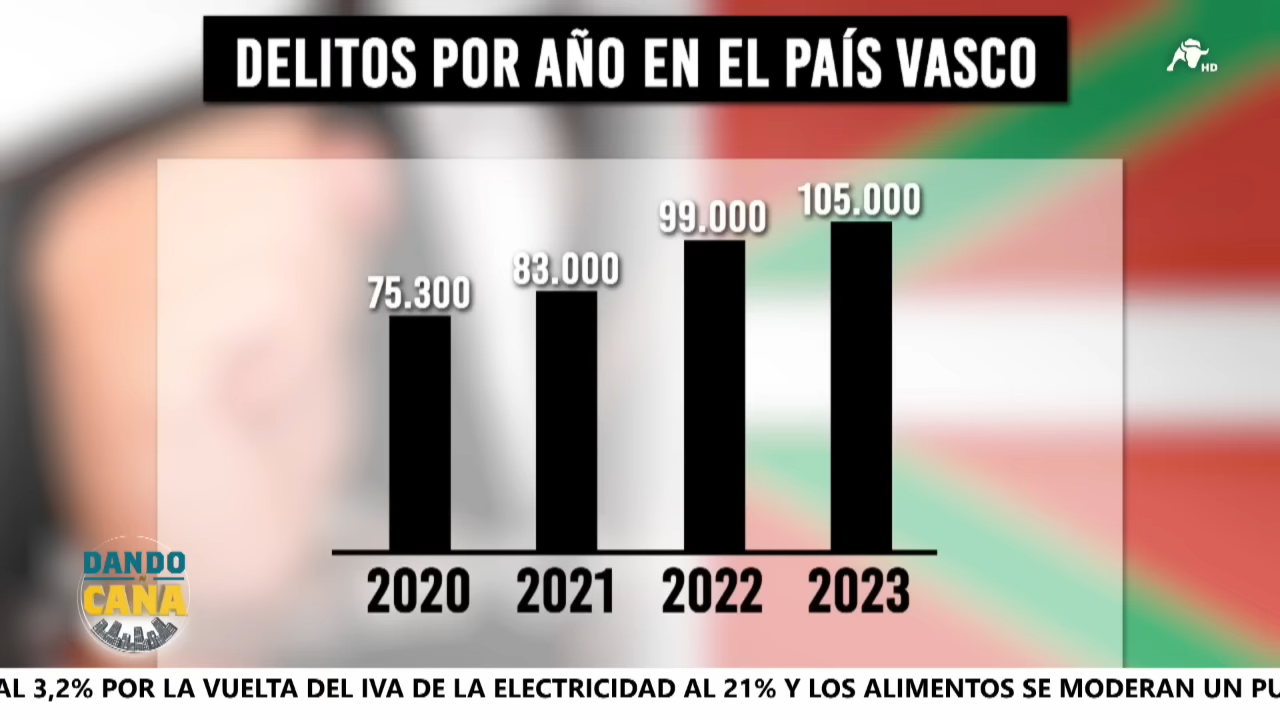 DELITOS POR AÑO EN EL PAÍS VASCO
HD
75.300
83.000
99.000
105.000
2020
2021
2022
2023
DANDO
CAÑA
AL 3,2% POR LA VUELTA DEL IVA DE LA ELECTRICIDAD AL 21% Y LOS ALIMENTOS SE MODERAN UN PU